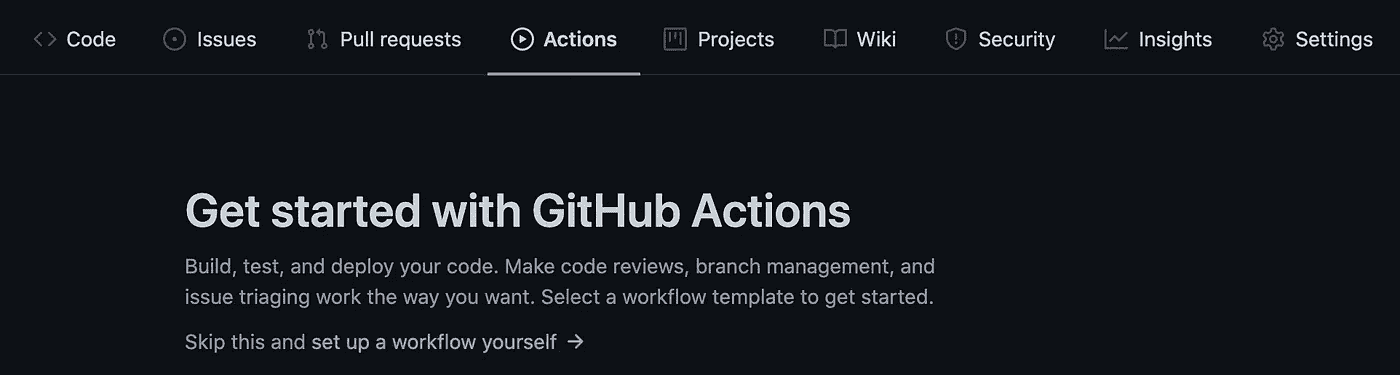 Code Issues Pull requests Actions Projects Wiki Security Insights Settings
Get started with GitHub Actions
Build, test, and deploy your code. Make code reviews, branch management, and
issue triaging work the way you want. Select a workflow template to get started.
Skip this and set up a workflow yourself →